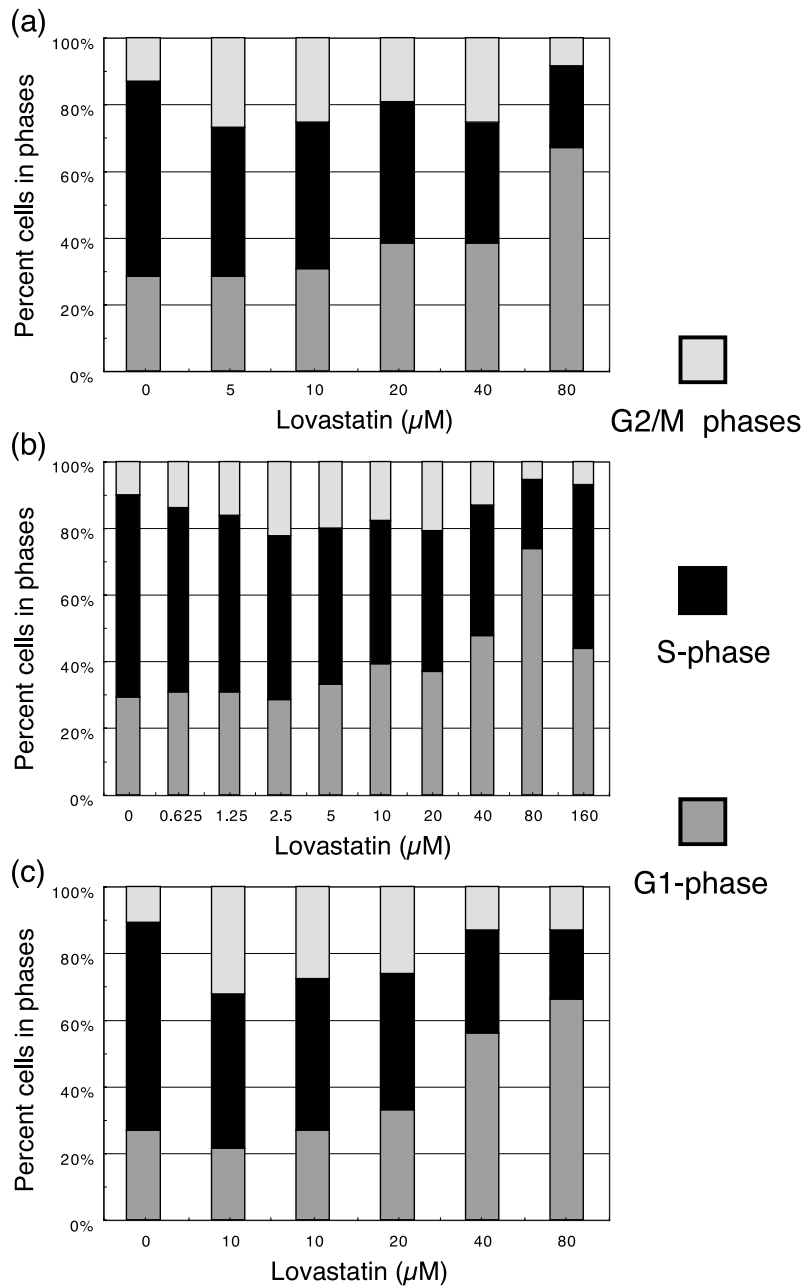 (a)
Percent cells in phases
100%
80%
60%
40%
20%
0%
0 5 10 20 40 80
Lovastatin (µM)
G2/M phases
(b)
Percent cells in phases
100%
80%
60%
40%
20%
0%
0 0.625 1.25 2.5 5 10 20 40 80 160
Lovastatin (µM)
S-phase
G1-phase
(c)
Percent cells in phases
100%
80%
60%
40%
20%
0%
0 10 10 20 40 80
Lovastatin (µM)